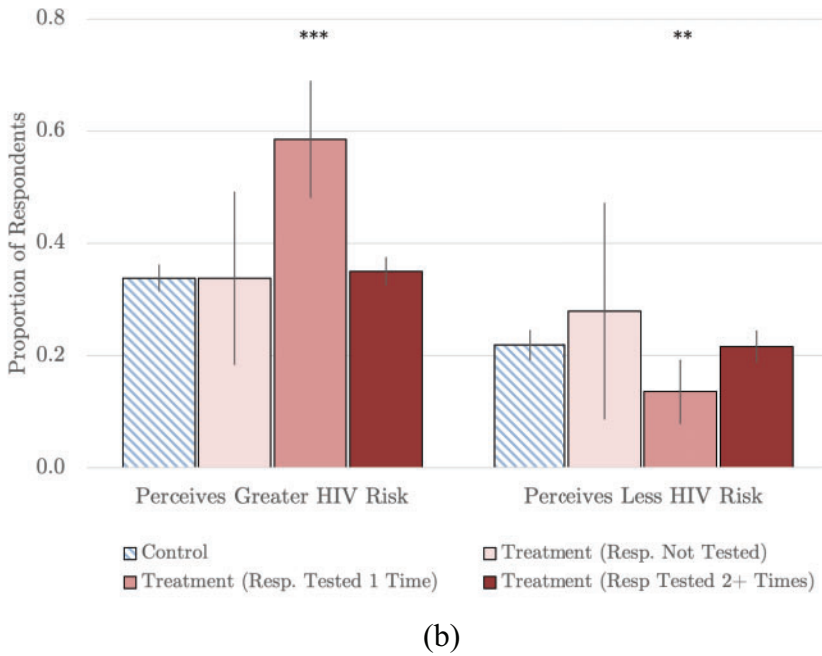 0.8
***
**
0.6
0.4
0.2
0.0
Proportion of Respondents
Perceives Greater HIV Risk
Perceives Less HIV Risk
Control
Treatment (Resp. Not Tested)
Treatment (Resp. Tested 1 Time)
Treatment (Resp Tested 2+ Times)
(b)